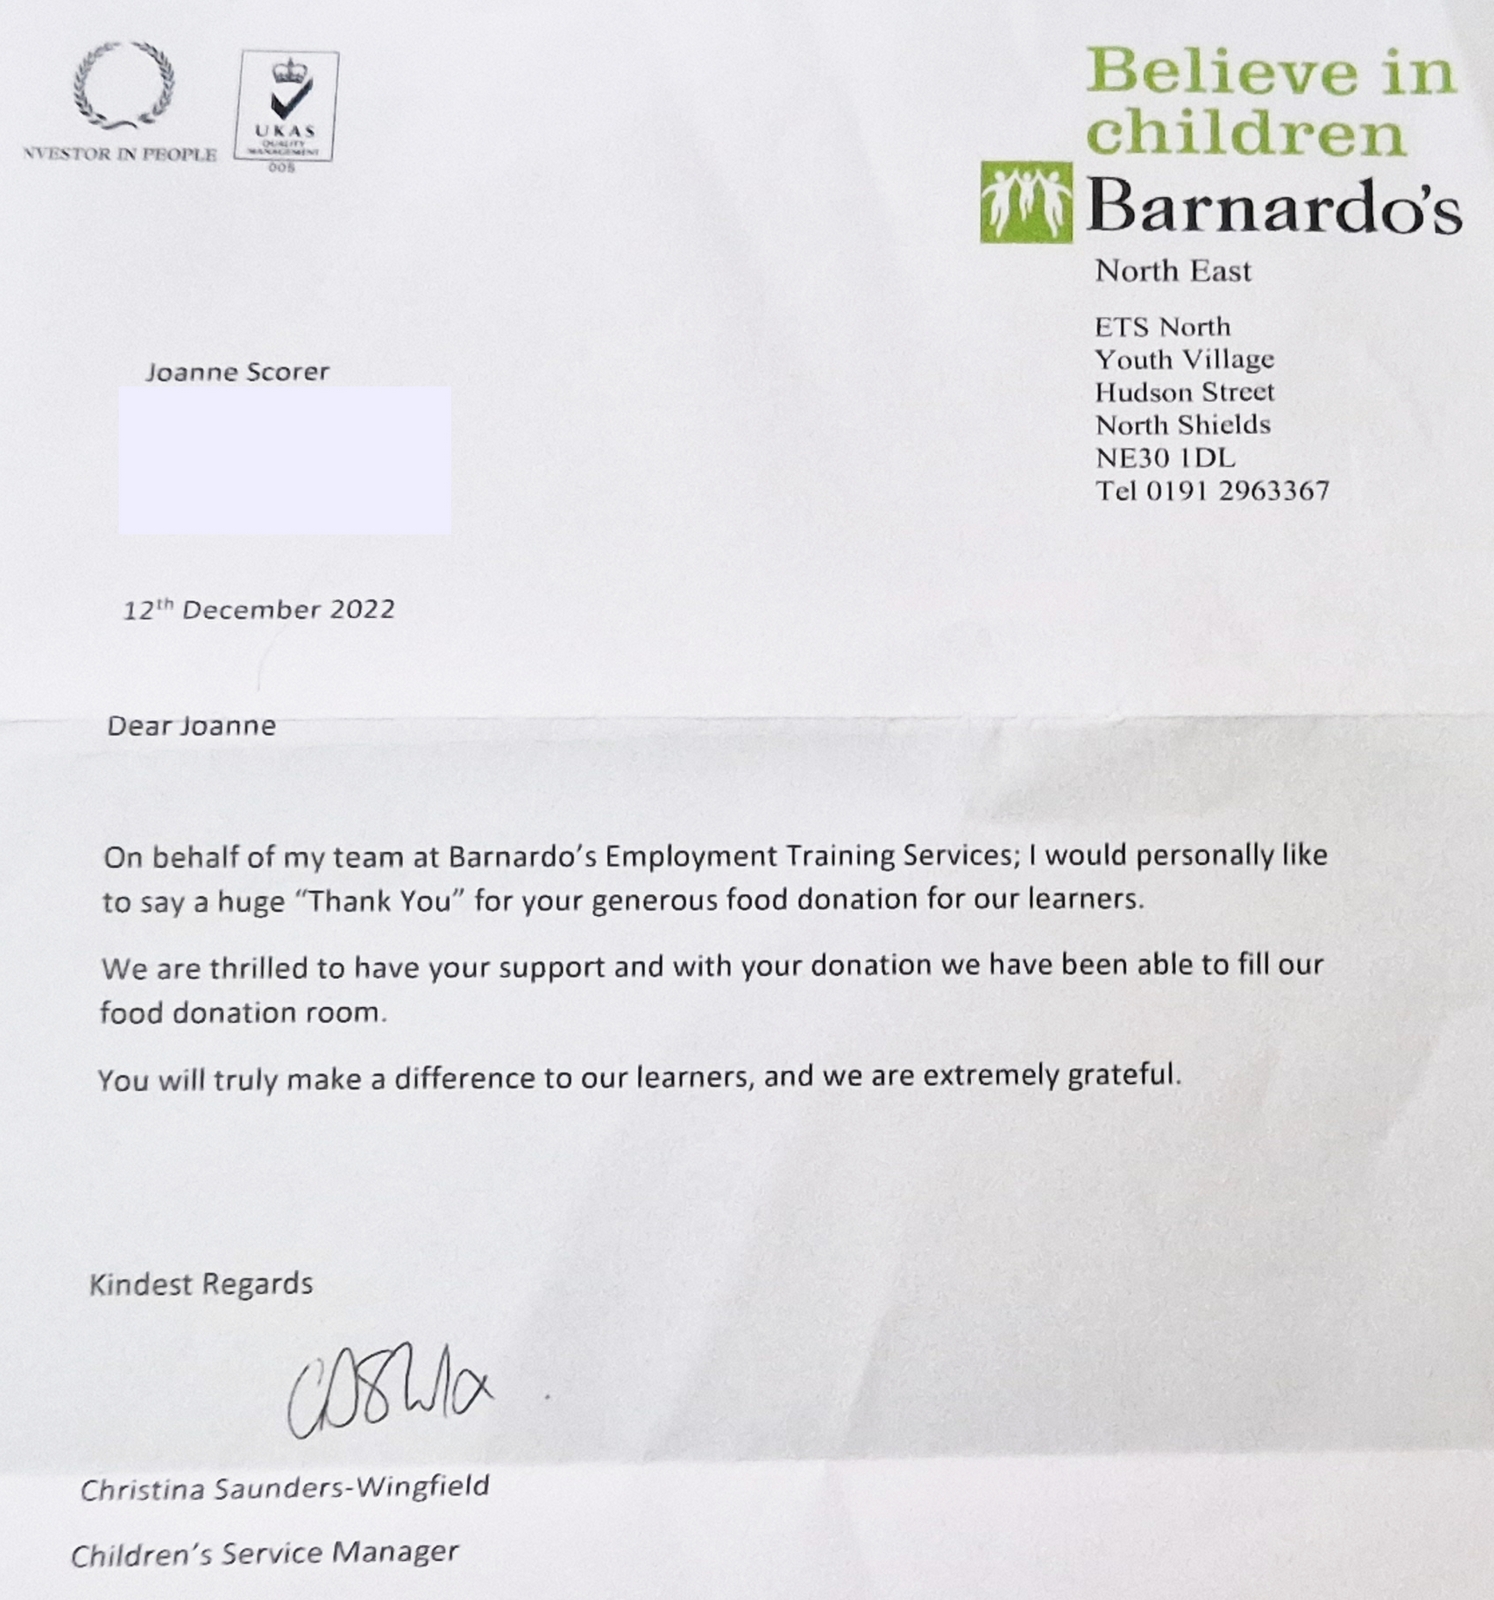 NVESTOR IN PEOPLE
UKAS
QUALITY
MANAGEMENT
005
Believe in
children
Barnardo's
North East
ETS North
Youth Village
Hudson Street
North Shields
NE30 1DL
Tel 0191 2963367
Joanne Scorer
12th December 2022
Dear Joanne
On behalf of my team at Barnardo's Employment Training Services; I would personally like
to say a huge “Thank You” for your generous food donation for our learners.
We are thrilled to have your support and with your donation we have been able to fill our
food donation room.
You will truly make a difference to our learners, and we are extremely grateful.
Kindest Regards
Christina Saunders-Wingfield
Children's Service Manager